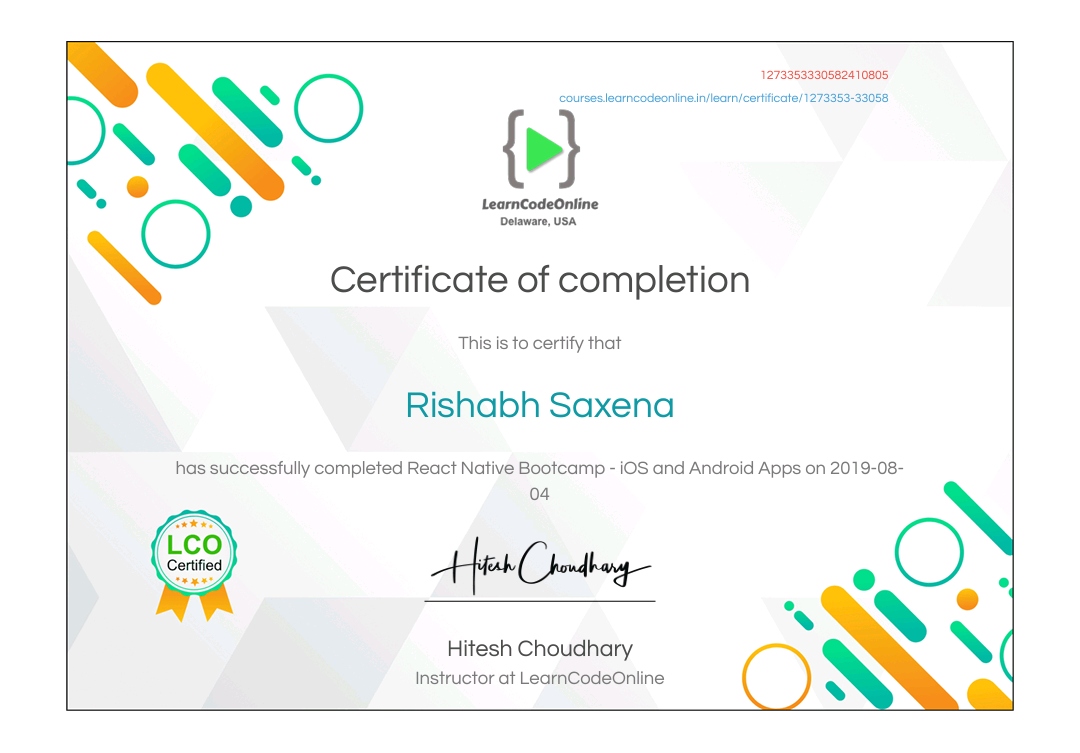 1273353330582410805
courses.learncodeonline.in/learn/certificate/1273353-33058
LearnCodeOnline
Delaware, USA
Certificate of completion
This is to certify that
Rishabh Saxena
has successfully completed React Native Bootcamp - iOS and Android Apps on 2019-08-
04
LCO
Certified
Hitesh Choudhary
Hitesh Choudhary
Instructor at LearnCodeOnline